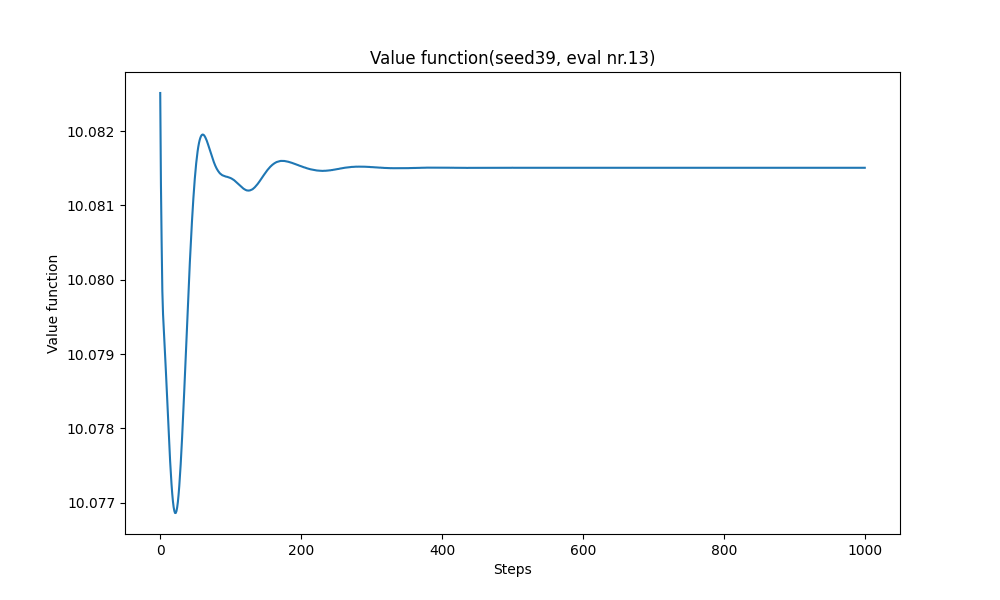 Value function(seed39, eval nr.13)
10.082
10.081
10.080
10.079
10.078
10.077
Value function
0 200 400 600 800 1000
Steps